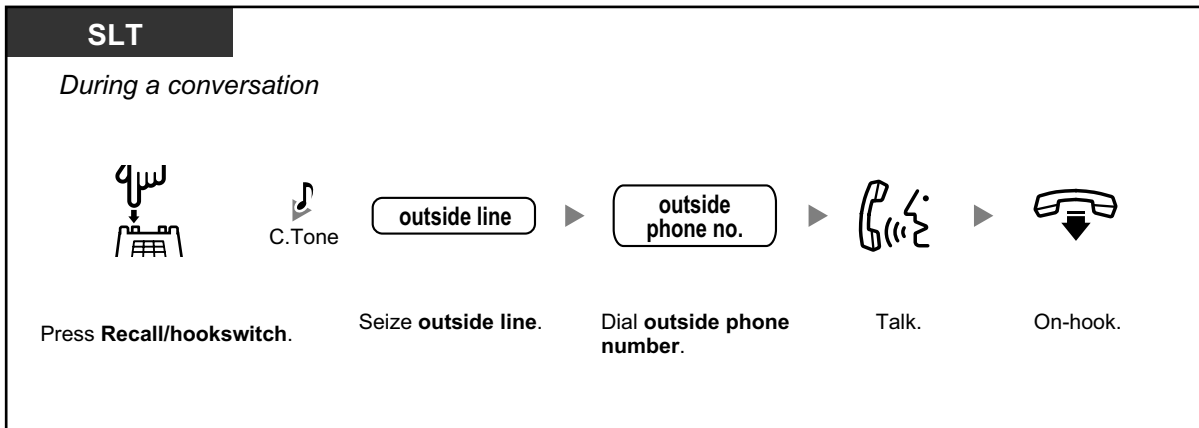 SLT
During a conversation
C.Tone
outside line
outside
phone no.
Press Recall/hookswitch.
Seize outside line.
Dial outside phone
number.
Talk.
On-hook.